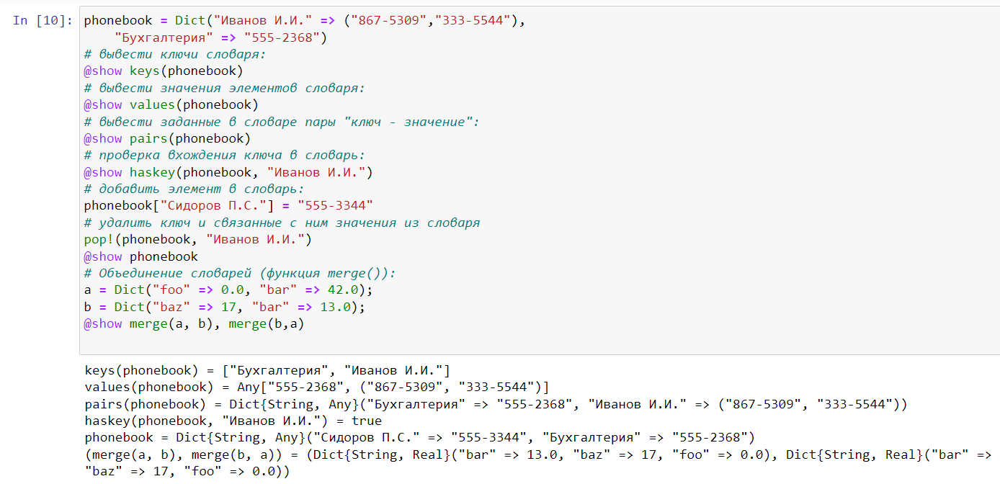 In [10]: phonebook = Dict("Иванов И.И." => ("867-5309","333-5544"),
    "Бухгалтерия" => "555-2368")
# вывести ключи словаря:
@show keys(phonebook)
# вывести значения элементов словаря:
@show values(phonebook)
# вывести заданные в словаре пары "ключ - значение":
@show pairs(phonebook)
# проверка вхождения ключа в словарь:
@show haskey(phonebook, "Иванов И.И.")
# добавить элемент в словарь:
phonebook["Сидоров П.С."] = "555-3344"
# удалить ключ и связанные с ним значения из словаря
pop!(phonebook, "Иванов И.И.")
@show phonebook
# Объединение словарей (функция merge()):
a = Dict("foo" => 0.0, "bar" => 42.0);
b = Dict("baz" => 17, "bar" => 13.0);
@show merge(a, b), merge(b,a)
keys(phonebook) = ["Бухгалтерия", "Иванов И.И."]
values(phonebook) = Any["555-2368", ("867-5309", "333-5544")]
pairs(phonebook) = Dict{String, Any}("Бухгалтерия" => "555-2368", "Иванов И.И." => ("867-5309", "333-5544"))
haskey(phonebook, "Иванов И.И.") = true
phonebook = Dict{String, Any}("Сидоров П.С." => "555-3344", "Бухгалтерия" => "555-2368")
(merge(a, b), merge(b, a)) = (Dict{String, Real}("bar" => 13.0, "baz" => 17, "foo" => 0.0), Dict{String, Real}("bar" =>
"baz" => 17, "foo" => 0.0))